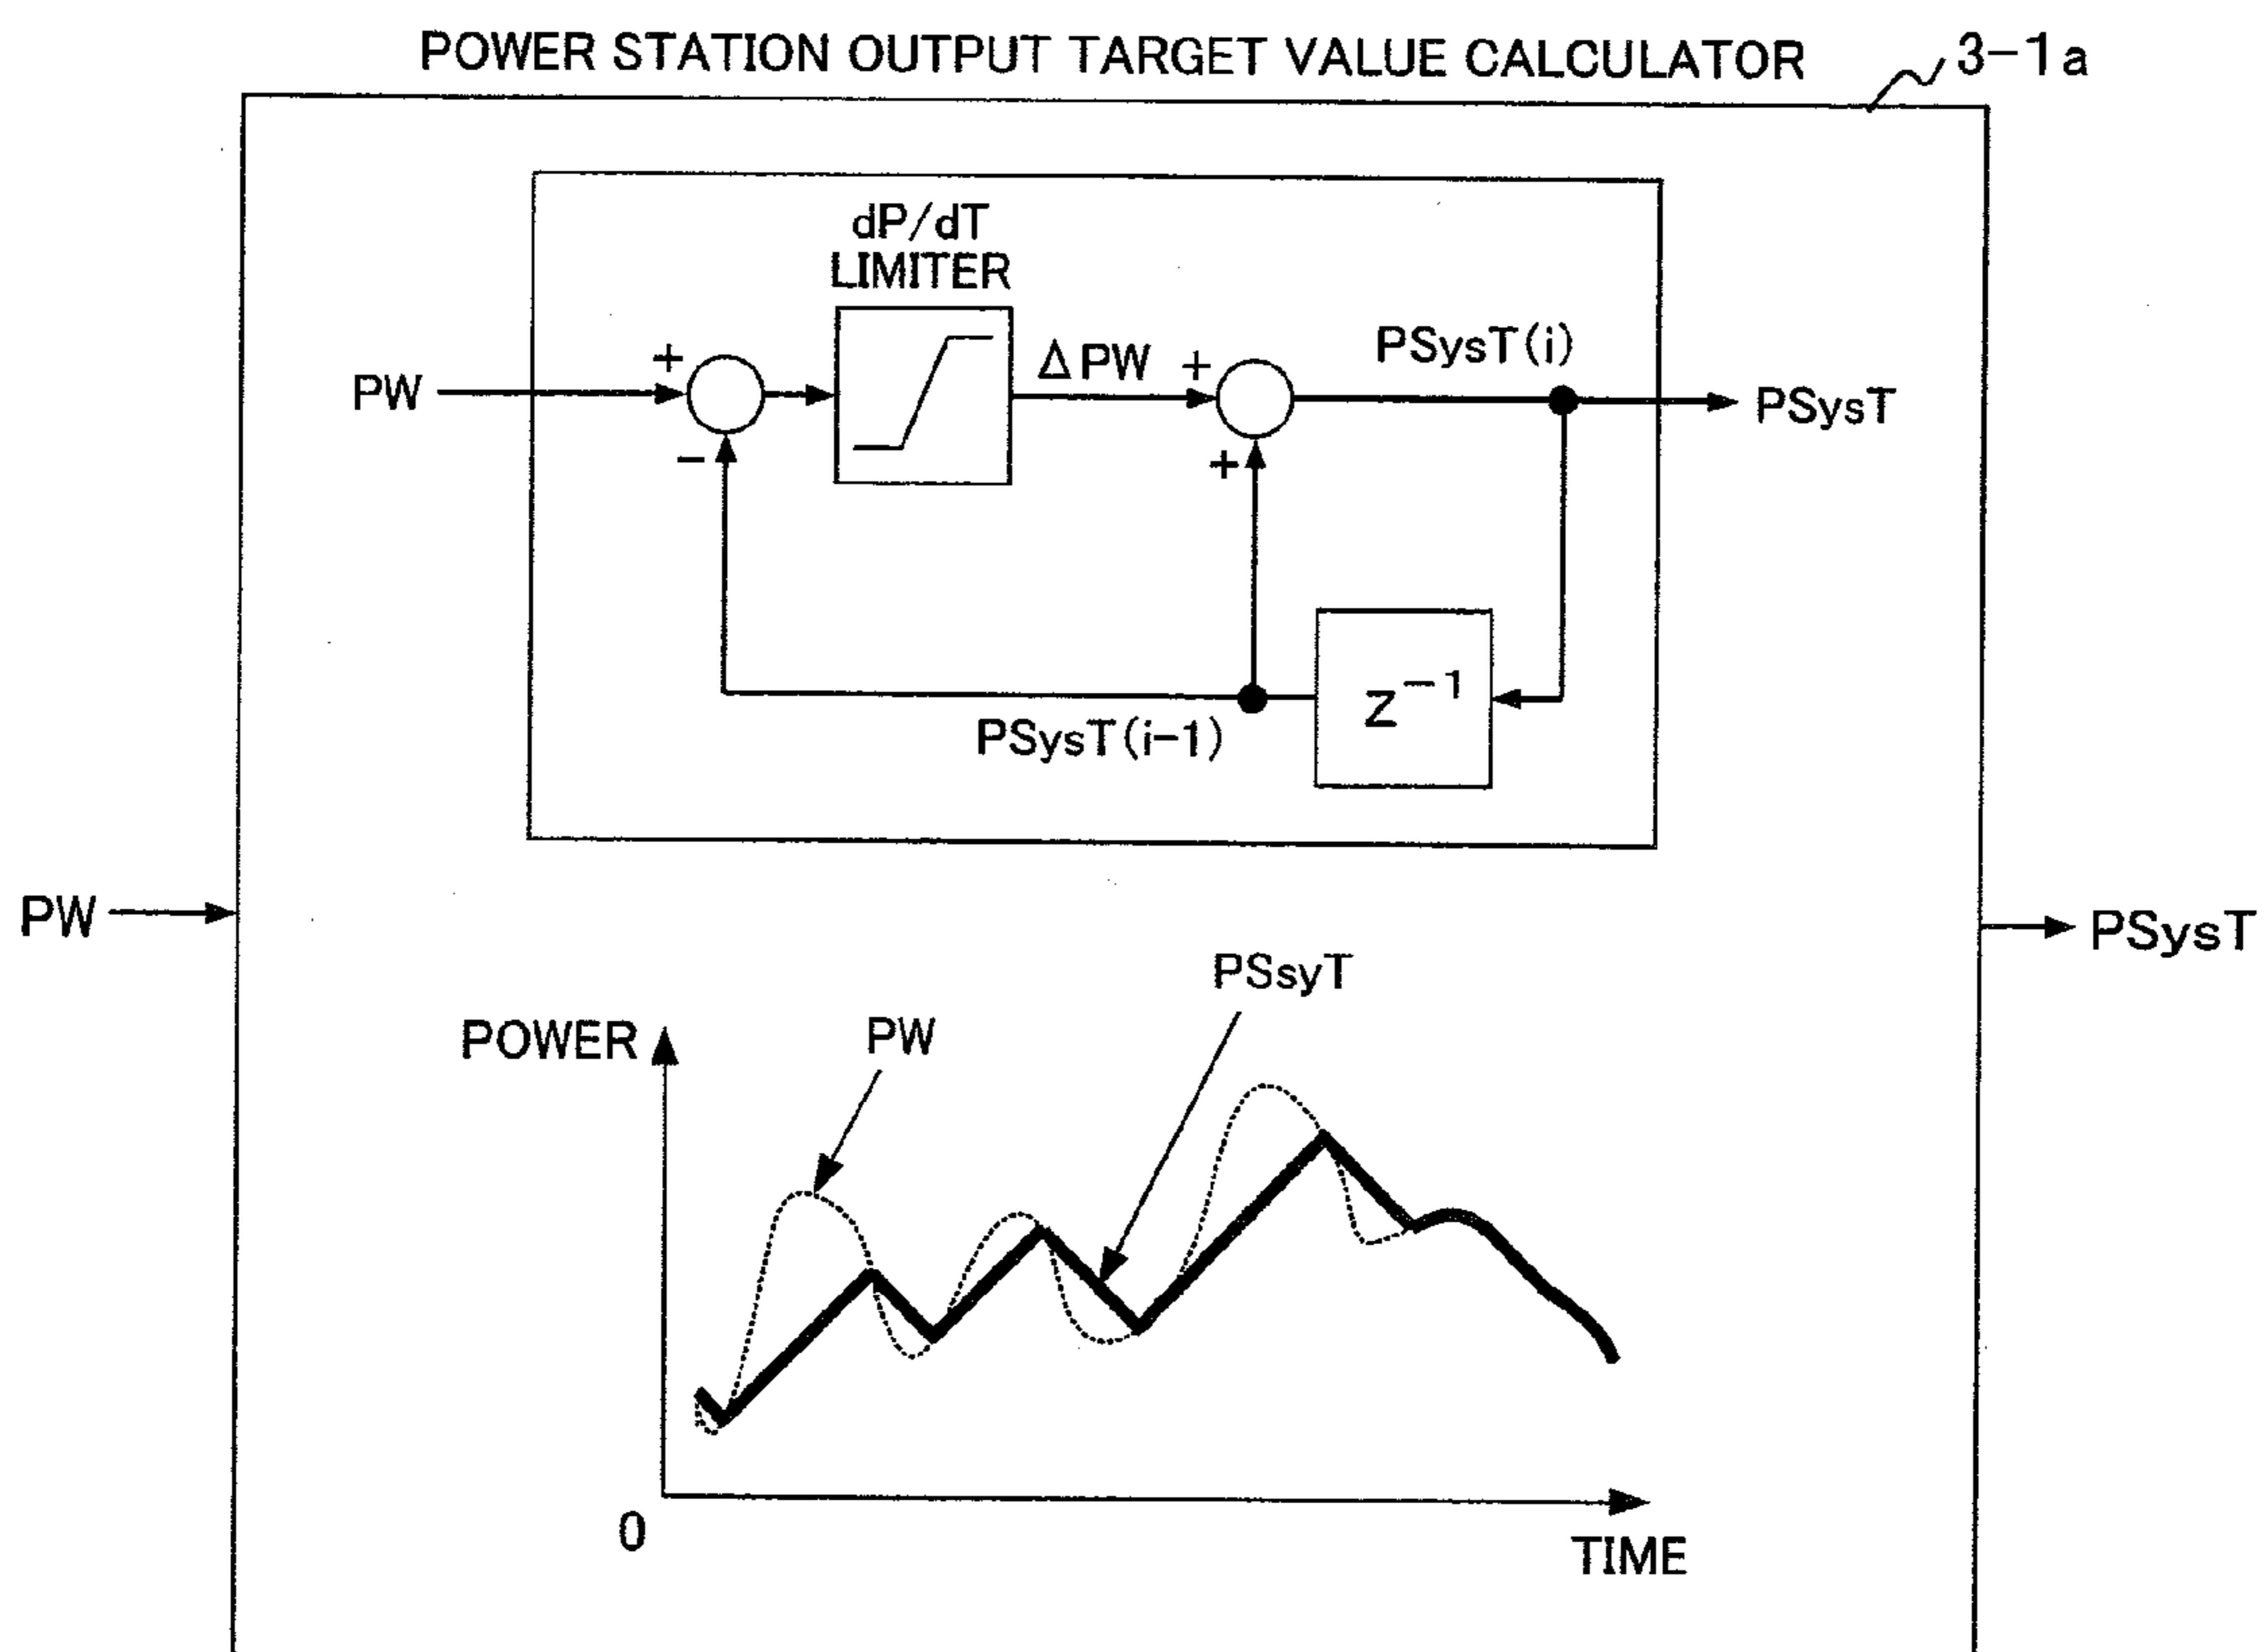 POWER STATION OUTPUT TARGET VALUE CALCULATOR
3-1a
dP/dT
LIMITER
PW
+
-
ΔPW
+
+
PSysT(i)
PSysT
PSysT(i-1)
Z⁻¹
PW
PSysT
PSsyT
PW
POWER
0
TIME